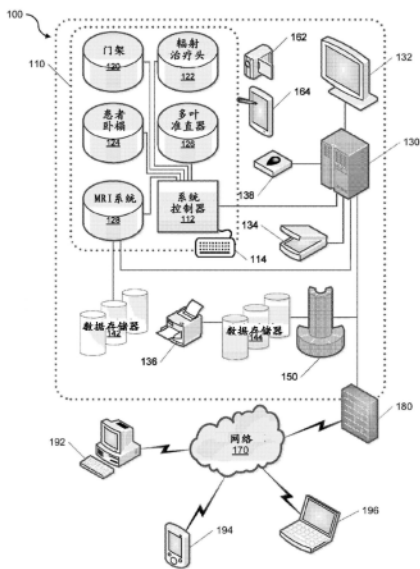 100
110
门架
120
辐射
治疗头
122
患者
卧榻
124
多叶
准直器
126
MRI系统
128
系统
控制器
112
114
162
164
132
130
138
134
数据存储器
142
136
数据存储器
144
150
180
网络
170
192
194
196